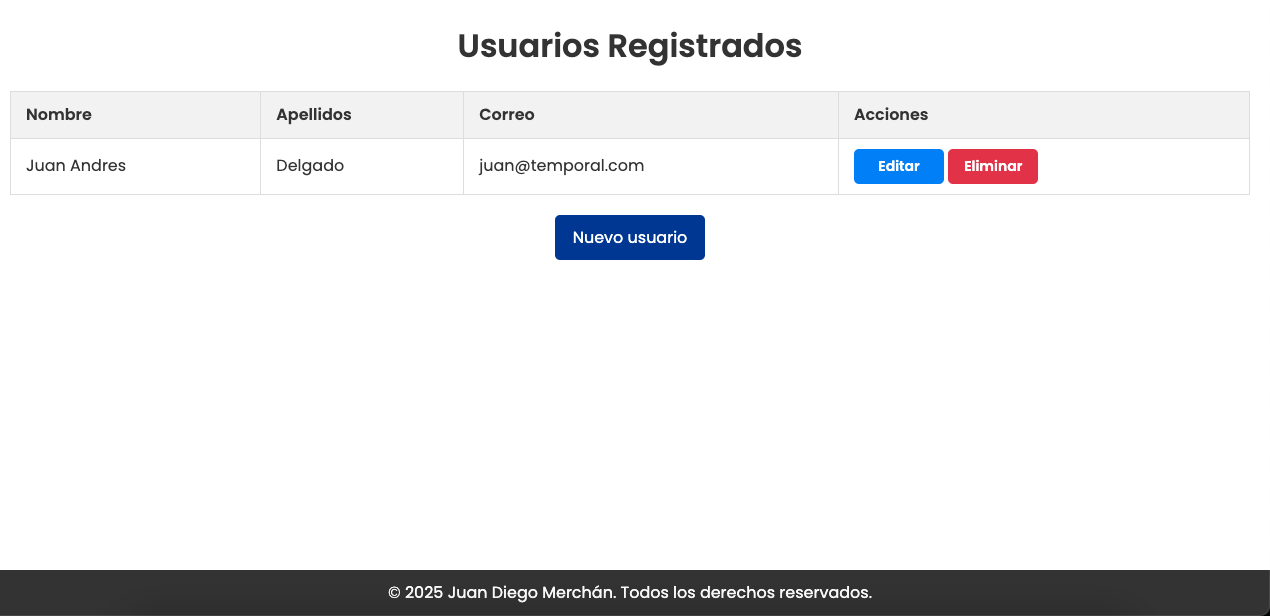 Usuarios Registrados
Nombre Apellidos Correo Acciones
Juan Andres Delgado juan@temporal.com Editar Eliminar
Nuevo usuario
© 2025 Juan Diego Merchán. Todos los derechos reservados.